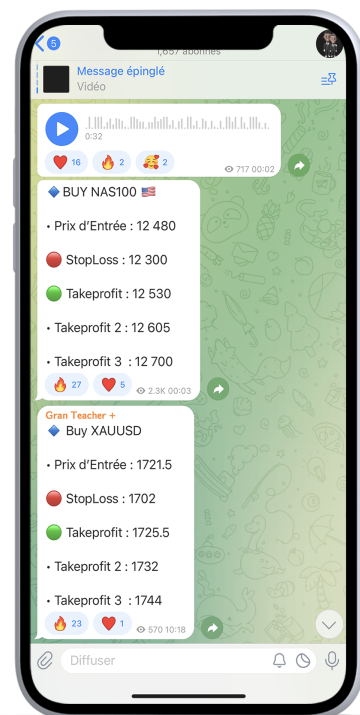 5
1,657 abonnés
Message épinglé
Vidéo
0:32
16 2 2 717 00:02
BUY NAS100
• Prix d’Entrée : 12 480
StopLoss : 12 300
Takeprofit : 12 530
• Takeprofit 2 : 12 605
• Takeprofit 3 : 12 700
27 5 2.3K 00:03
Gran Teacher +
Buy XAUUSD
• Prix d’Entrée : 1721.5
StopLoss : 1702
Takeprofit : 1725.5
• Takeprofit 2 : 1732
• Takeprofit 3 : 1744
23 1 570 10:18
Diffuser